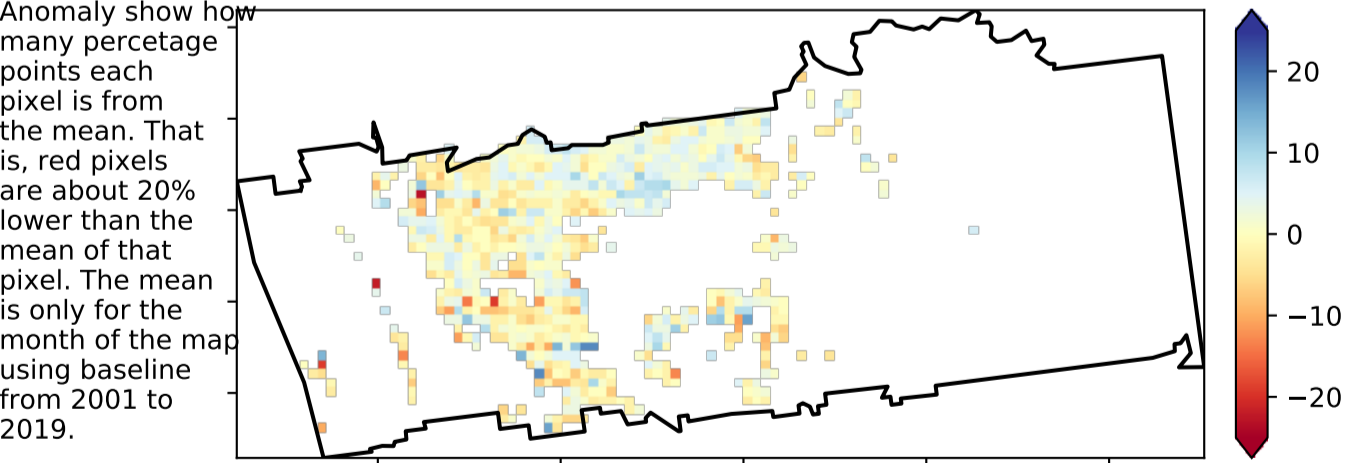 Anomaly show how
many percetage
points each
pixel is from
the mean. That
is, red pixels
are about 20%
lower than the
mean of that
pixel. The mean
is only for the
month of the map
using baseline
from 2001 to
2019.
20
10
0
−10
−20